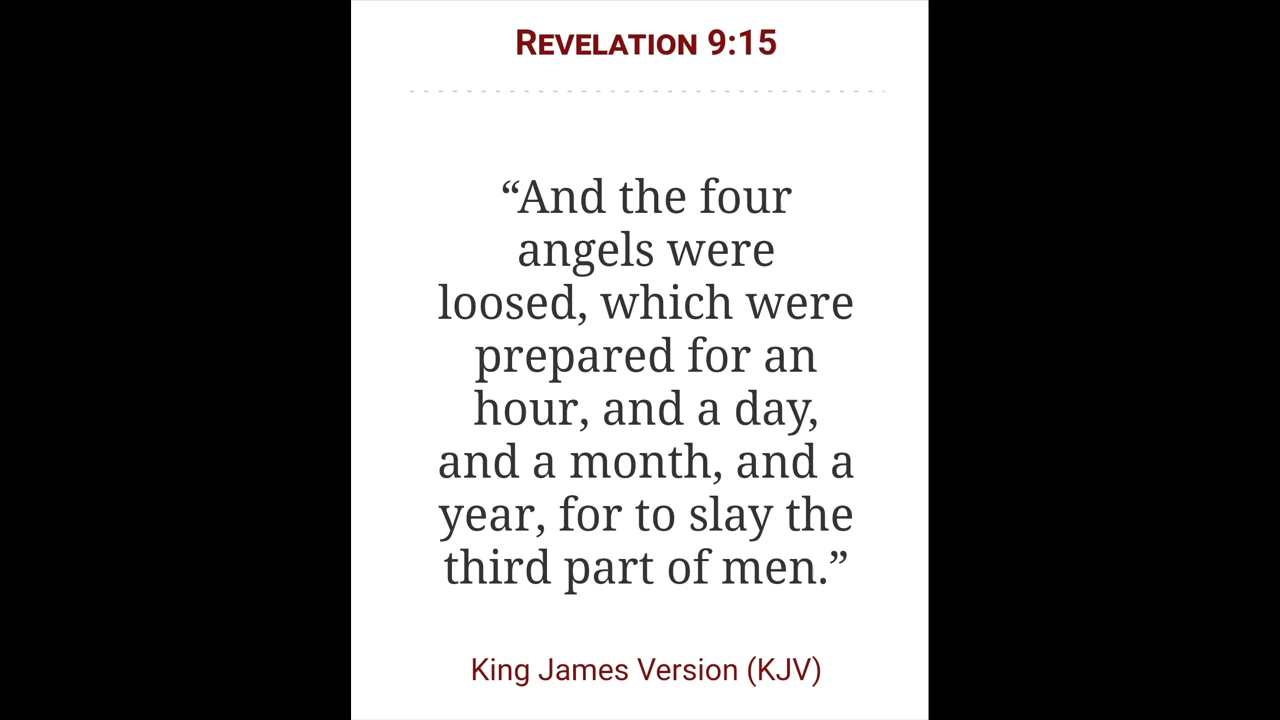 REVELATION 9:15
“And the four
angels were
loosed, which were
prepared for an
hour, and a day,
and a month, and a
year, for to slay the
third part of men.”
King James Version (KJV)